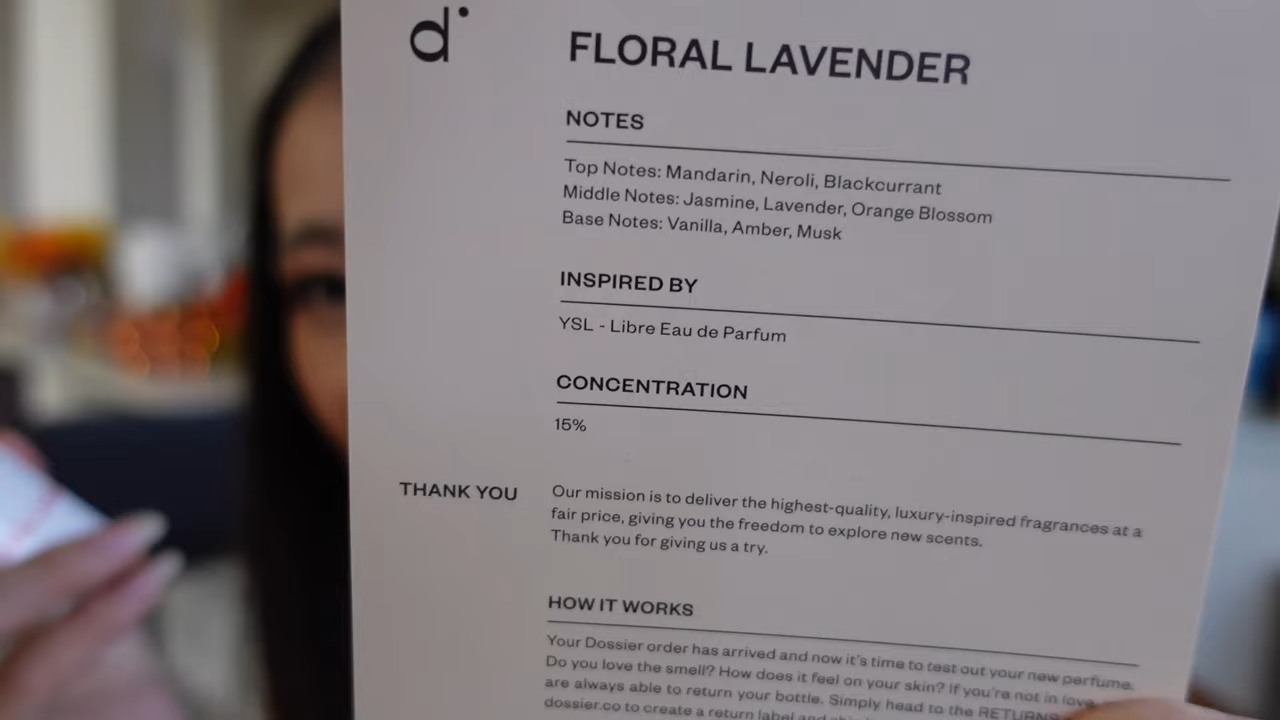 d·
FLORAL LAVENDER
NOTES
Top Notes: Mandarin, Neroli, Blackcurrant
Middle Notes: Jasmine, Lavender, Orange Blossom
Base Notes: Vanilla, Amber, Musk
INSPIRED BY
YSL - Libre Eau de Parfum
CONCENTRATION
15%
THANK YOU
Our mission is to deliver the highest-quality, luxury-inspired fragrances at a
fair price, giving you the freedom to explore new scents.
Thank you for giving us a try.
HOW IT WORKS
Your Dossier order has arrived and now it's time to test out your new perfume.
Do you love the smell? How does it feel on your skin? If you're not in love,
are always able to return your bottle. Simply head to the RETURNS
dossier.co to create a return label and